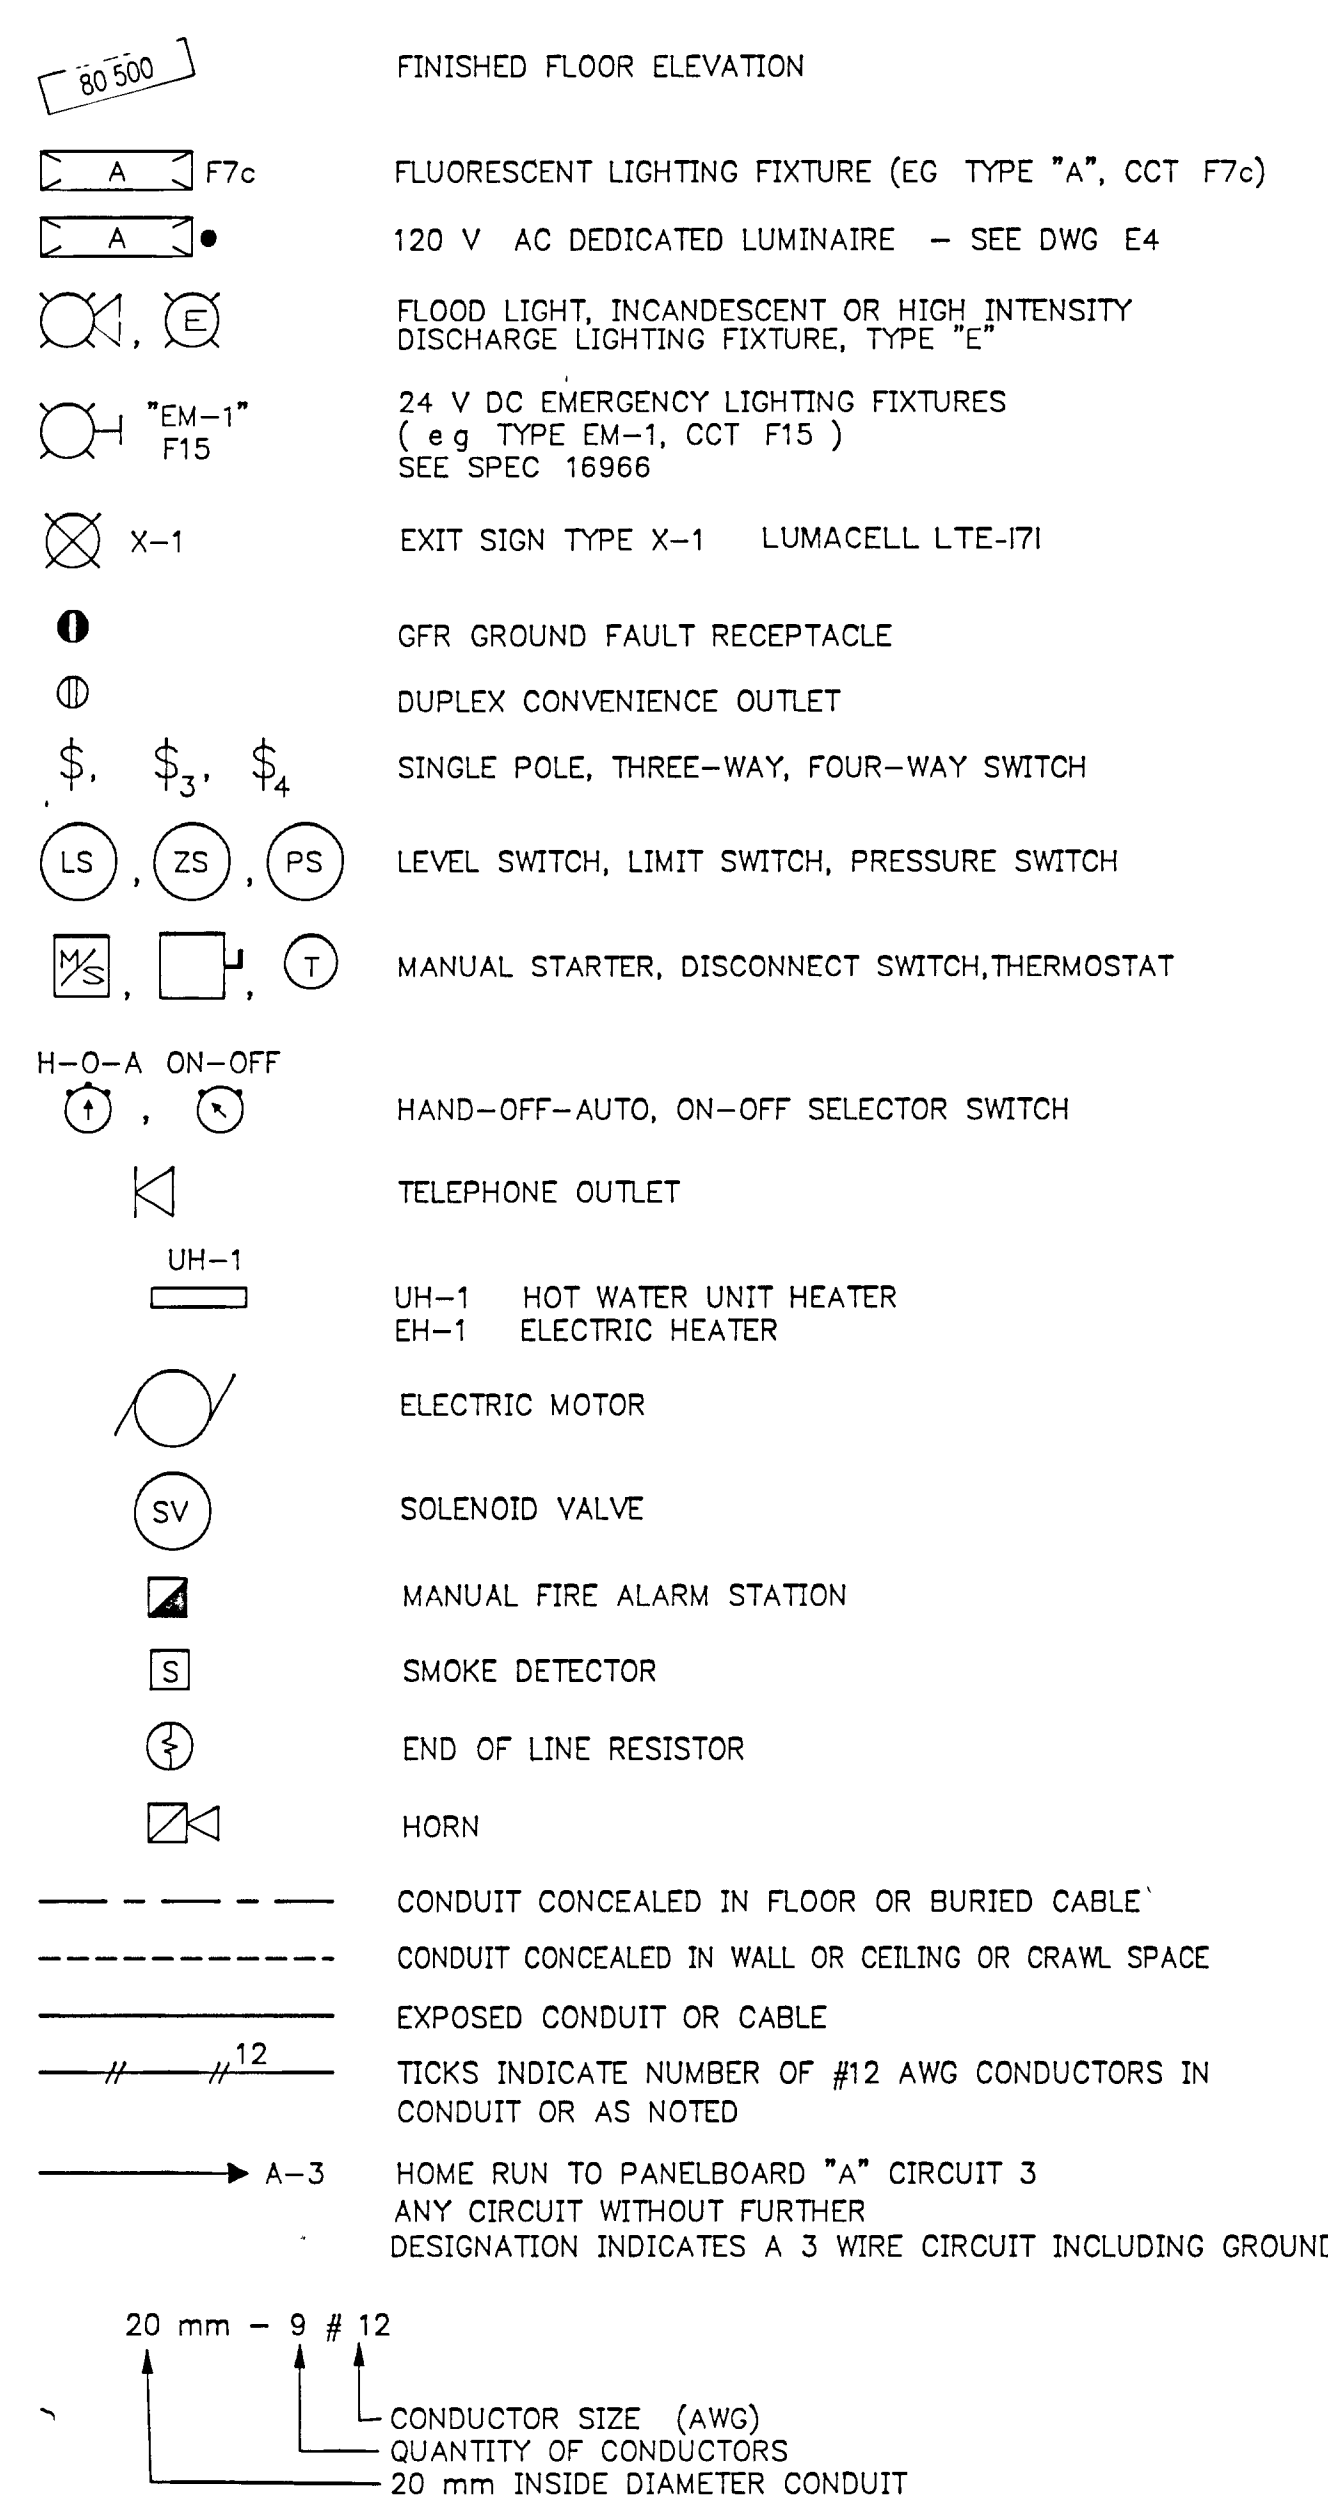 80 500 FINISHED FLOOR ELEVATION
A F7c FLUORESCENT LIGHTING FIXTURE (EG TYPE "A", CCT F7c)
A 120 V AC DEDICATED LUMINAIRE – SEE DWG E4
, E FLOOD LIGHT, INCANDESCENT OR HIGH INTENSITY
DISCHARGE LIGHTING FIXTURE, TYPE "E"
"EM–1" 24 V DC EMERGENCY LIGHTING FIXTURES
F15 ( e g TYPE EM–1, CCT F15 )
SEE SPEC 16966
X–1 EXIT SIGN TYPE X–1 LUMACELL LTE-171
GFR GROUND FAULT RECEPTACLE
DUPLEX CONVENIENCE OUTLET
$, $3, $4 SINGLE POLE, THREE–WAY, FOUR–WAY SWITCH
LS , ZS , PS LEVEL SWITCH, LIMIT SWITCH, PRESSURE SWITCH
M/S , , T MANUAL STARTER, DISCONNECT SWITCH,THERMOSTAT
H–O–A ON–OFF
, HAND–OFF–AUTO, ON–OFF SELECTOR SWITCH
TELEPHONE OUTLET
UH–1
UH–1 HOT WATER UNIT HEATER
EH–1 ELECTRIC HEATER
ELECTRIC MOTOR
SV SOLENOID VALVE
MANUAL FIRE ALARM STATION
S SMOKE DETECTOR
END OF LINE RESISTOR
HORN
CONDUIT CONCEALED IN FLOOR OR BURIED CABLE
CONDUIT CONCEALED IN WALL OR CEILING OR CRAWL SPACE
EXPOSED CONDUIT OR CABLE
12 TICKS INDICATE NUMBER OF #12 AWG CONDUCTORS IN
CONDUIT OR AS NOTED
A–3 HOME RUN TO PANELBOARD "A" CIRCUIT 3
ANY CIRCUIT WITHOUT FURTHER
DESIGNATION INDICATES A 3 WIRE CIRCUIT INCLUDING GROUND
20 mm – 9 # 12
CONDUCTOR SIZE (AWG)
QUANTITY OF CONDUCTORS
20 mm INSIDE DIAMETER CONDUIT